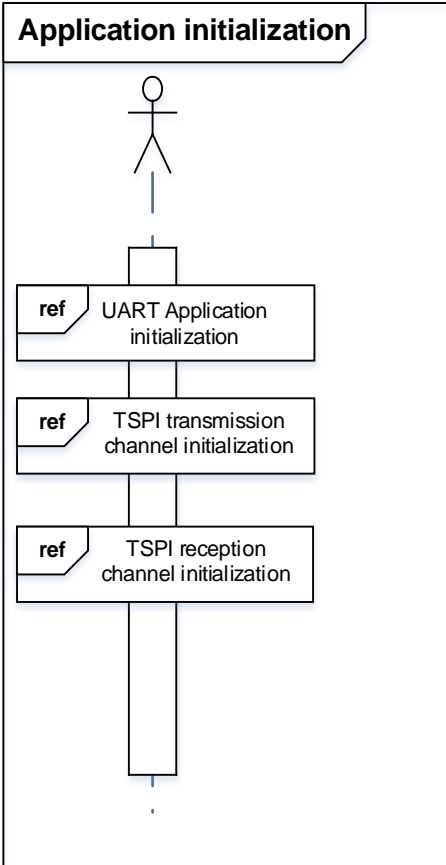 Application initialization
ref
UART Application
initialization
ref
TSPI transmission
channel initialization
ref
TSPI reception
channel initialization